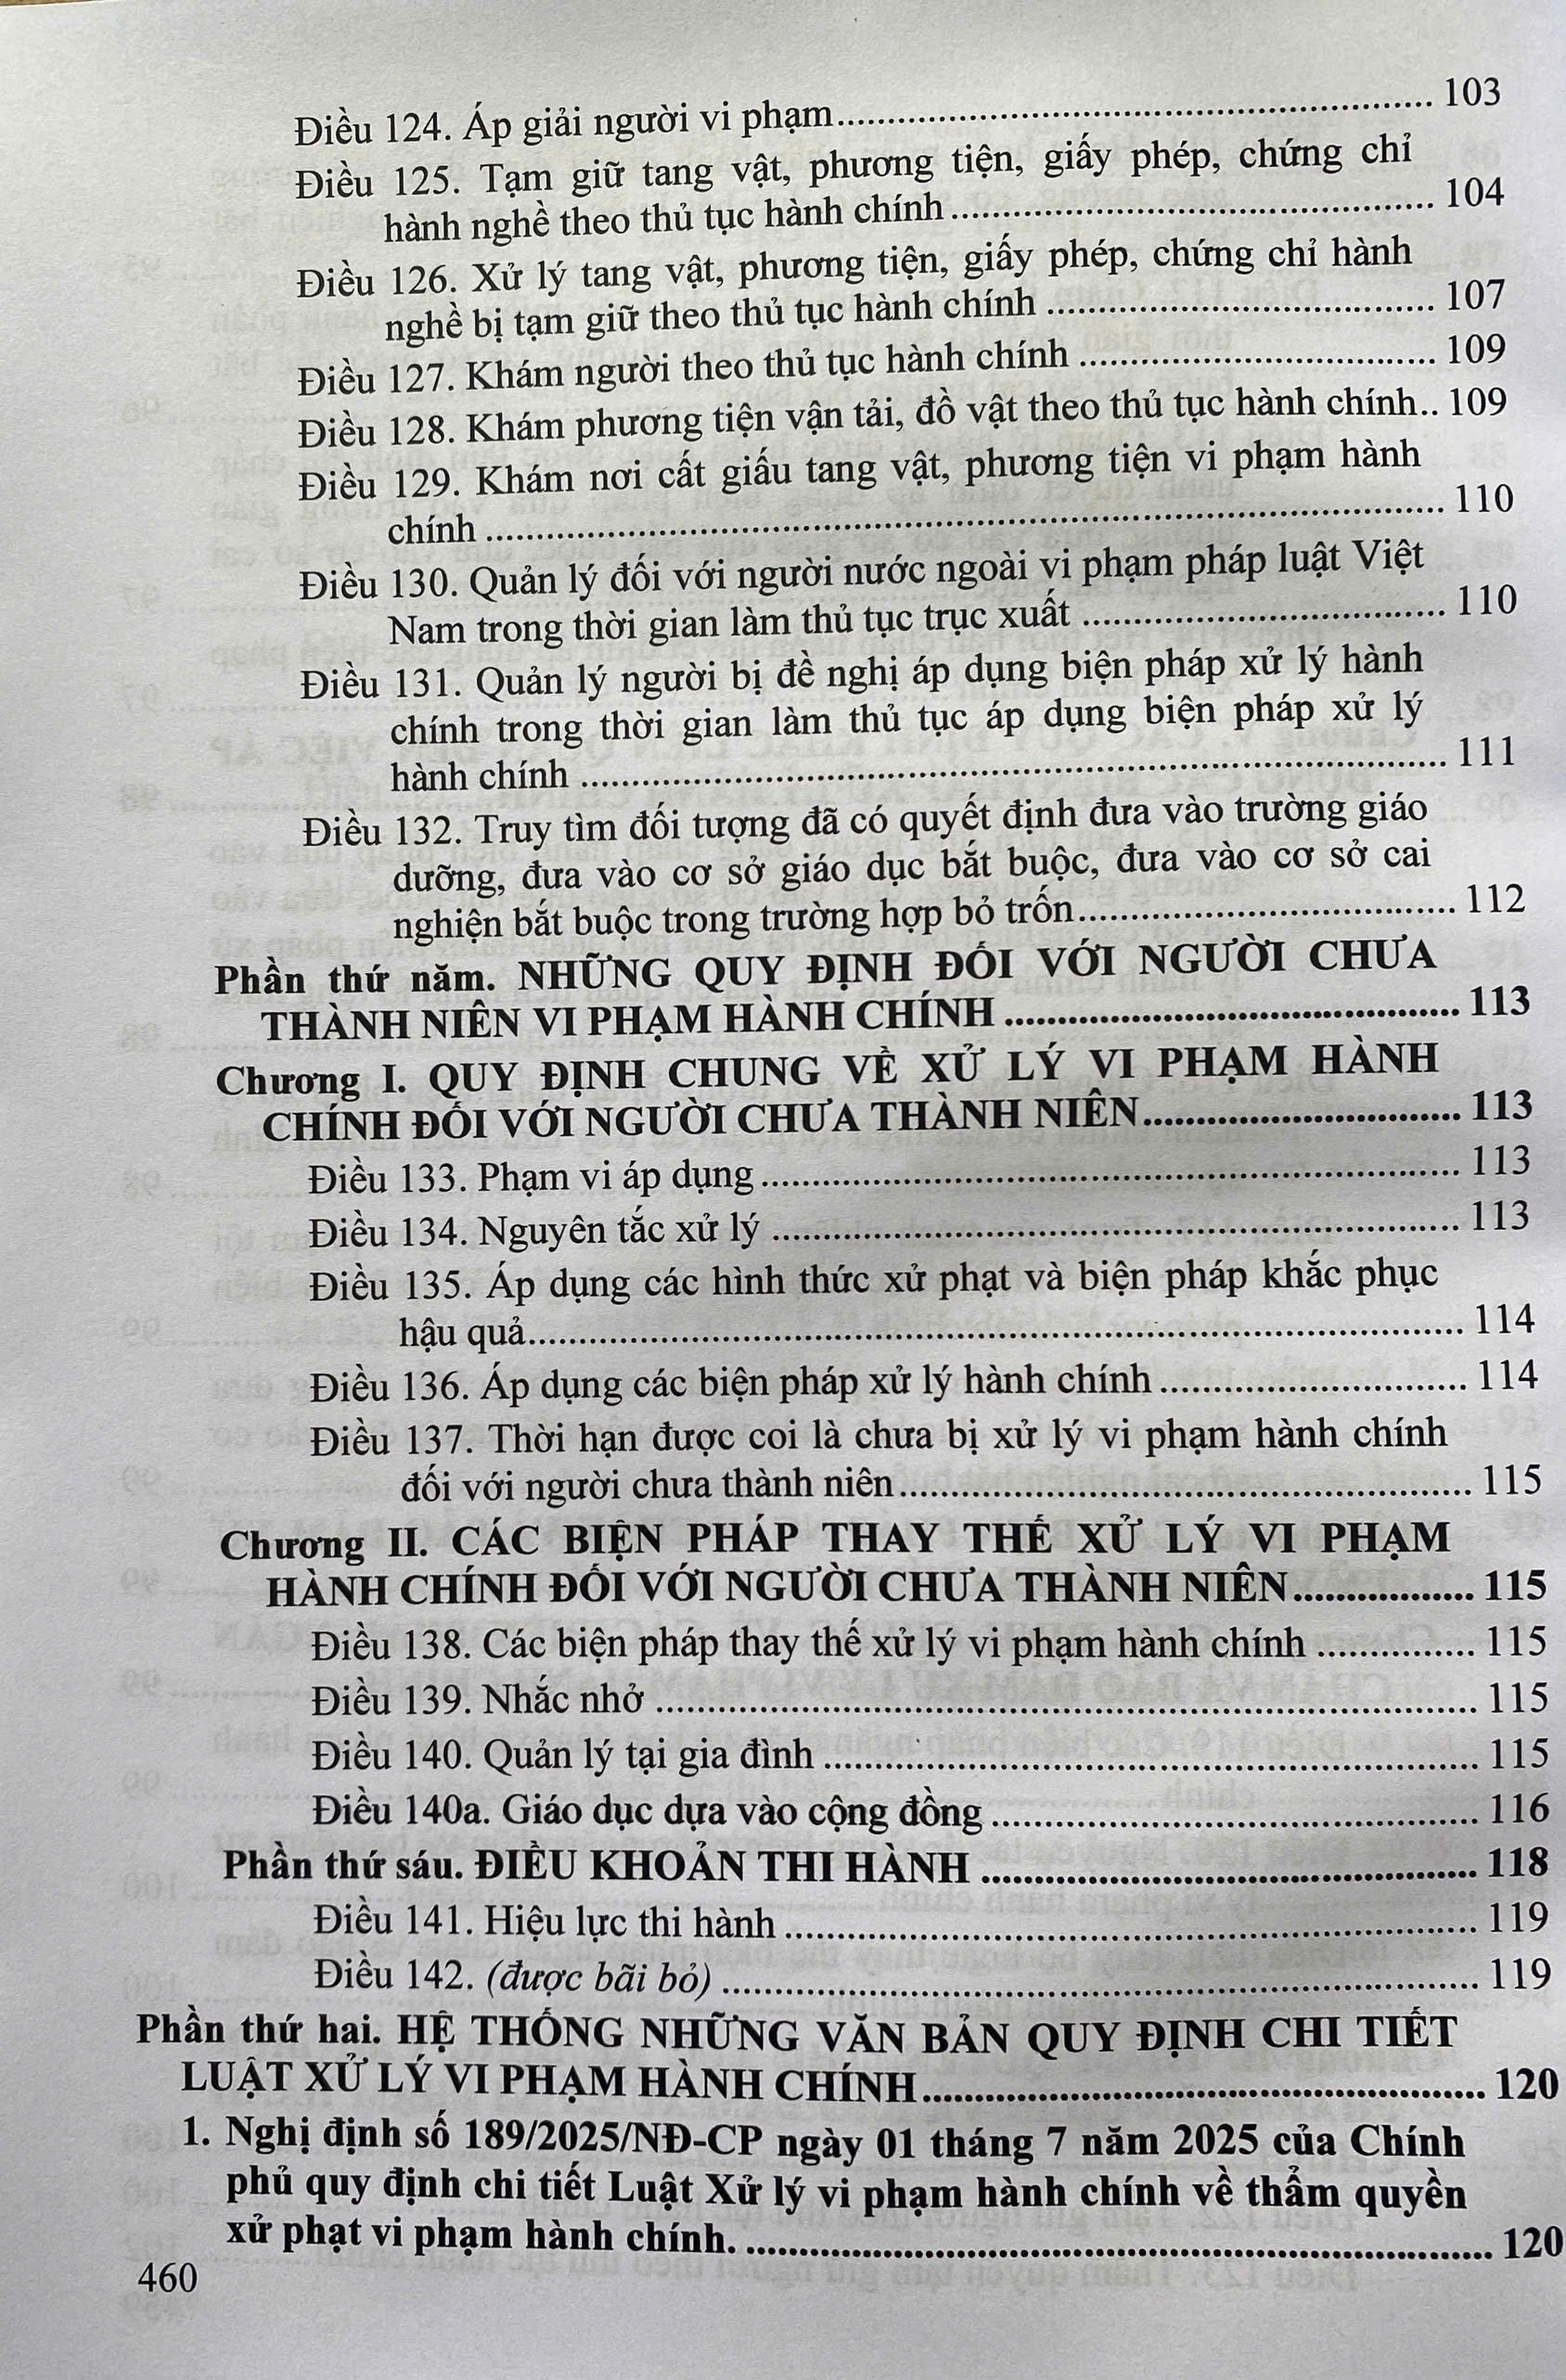 Điều 124. Áp giải người vi phạm........................................................ 103
Điều 125. Tạm giữ tang vật, phương tiện, giấy phép, chứng chỉ
hành nghề theo thủ tục hành chính ............................................. 104
Điều 126. Xử lý tang vật, phương tiện, giấy phép, chứng chỉ hành
nghề bị tạm giữ theo thủ tục hành chính ..................................... 107
Điều 127. Khám người theo thủ tục hành chính .................................. 109
Điều 128. Khám phương tiện vận tải, đồ vật theo thủ tục hành chính.. 109
Điều 129. Khám nơi cất giấu tang vật, phương tiện vi phạm hành
chính ........................................................................................ 110
Điều 130. Quản lý đối với người nước ngoài vi phạm pháp luật Việt
Nam trong thời gian làm thủ tục trục xuất ................................... 110
Điều 131. Quản lý người bị đề nghị áp dụng biện pháp xử lý hành
chính trong thời gian làm thủ tục áp dụng biện pháp xử lý
hành chính ................................................................................ 111
Điều 132. Truy tìm đối tượng đã có quyết định đưa vào trường giáo
dưỡng, đưa vào cơ sở giáo dục bắt buộc, đưa vào cơ sở cai
nghiện bắt buộc trong trường hợp bỏ trốn.................................... 112
Phần thứ năm. NHỮNG QUY ĐỊNH ĐỐI VỚI NGƯỜI CHƯA
THÀNH NIÊN VI PHẠM HÀNH CHÍNH ........................................... 113
Chương I. QUY ĐỊNH CHUNG VỀ XỬ LÝ VI PHẠM HÀNH
CHÍNH ĐỐI VỚI NGƯỜI CHƯA THÀNH NIÊN.............................. 113
Điều 133. Phạm vi áp dụng .................................................................. 113
Điều 134. Nguyên tắc xử lý ................................................................. 113
Điều 135. Áp dụng các hình thức xử phạt và biện pháp khắc phục
hậu quả...................................................................................... 114
Điều 136. Áp dụng các biện pháp xử lý hành chính .............................. 114
Điều 137. Thời hạn được coi là chưa bị xử lý vi phạm hành chính
đối với người chưa thành niên....................................................... 115
Chương II. CÁC BIỆN PHÁP THAY THẾ XỬ LÝ VI PHẠM
HÀNH CHÍNH ĐỐI VỚI NGƯỜI CHƯA THÀNH NIÊN................. 115
Điều 138. Các biện pháp thay thế xử lý vi phạm hành chính ............... 115
Điều 139. Nhắc nhở ............................................................................. 115
Điều 140. Quản lý tại gia đình ............................................................. 115
Điều 140a. Giáo dục dựa vào cộng đồng .............................................. 116
Phần thứ sáu. ĐIỀU KHOẢN THI HÀNH ............................................... 118
Điều 141. Hiệu lực thi hành .................................................................. 119
Điều 142. (được bãi bỏ) ........................................................................ 119
Phần thứ hai. HỆ THỐNG NHỮNG VĂN BẢN QUY ĐỊNH CHI TIẾT
LUẬT XỬ LÝ VI PHẠM HÀNH CHÍNH...................................................... 120
1. Nghị định số 189/2025/NĐ-CP ngày 01 tháng 7 năm 2025 của Chính
phủ quy định chi tiết Luật Xử lý vi phạm hành chính về thẩm quyền
xử phạt vi phạm hành chính. ....................................................................... 120
460